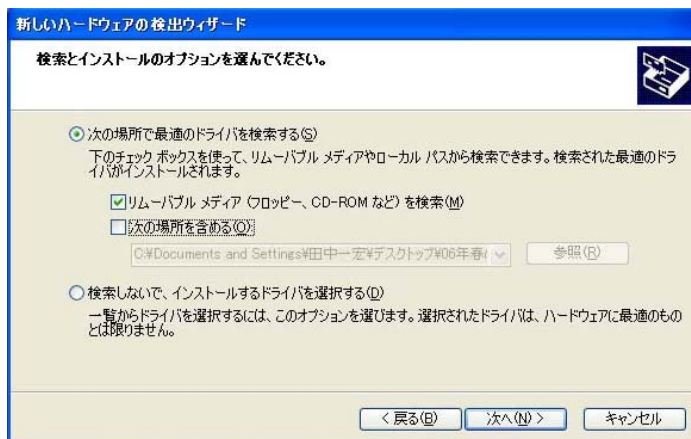 新しいハードウェアの検出ウィザード
検索とインストールのオプションを選んでください。
次の場所で最適のドライバを検索する(S)
下のチェック ボックスを使って、リムーバブル メディアやローカル パスから検索できます。検索された最適のドラ
イバがインストールされます。
リムーバブル メディア (フロッピー、CD-ROM など) を検索(M)
次の場所を含める(O):
C:¥Documents and Settings¥田中一宏¥デスクトップ¥06年春
参照(R)
検索しないで、インストールするドライバを選択する(D)
一覧からドライバを選択するには、このオプションを選びます。選択されたドライバは、ハードウェアに最適のもの
とは限りません。
< 戻る(B)
次へ(N) >
キャンセル